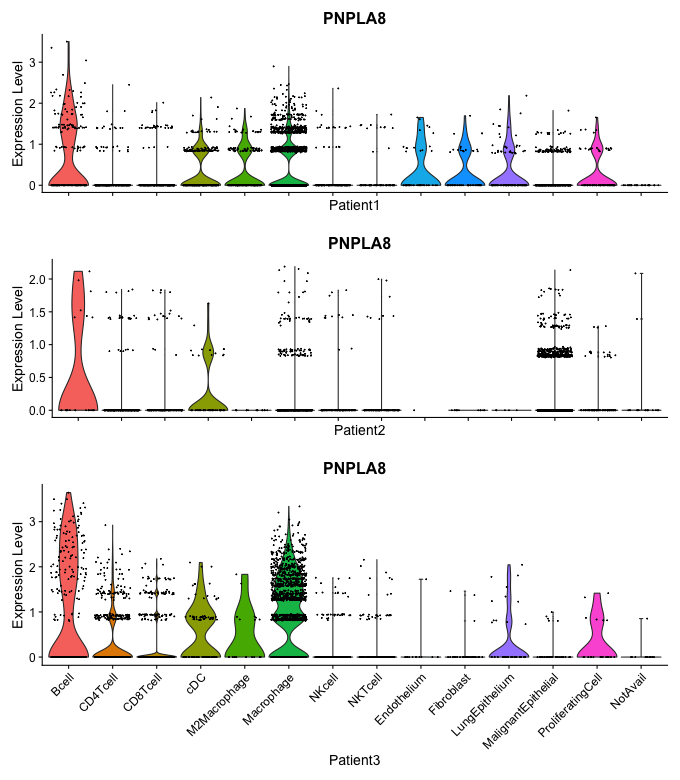 PNPLA8
Expression Level
3
2
1
0
Patient1
PNPLA8
Expression Level
2.0
1.5
1.0
0.5
0.0
Patient2
PNPLA8
Expression Level
3
2
1
0
Bcell
CD4Tcell
CD8Tcell
cDC
M2Macrophage
Macrophage
NKcell
NKTcell
Endothelium
Fibroblast
LungEpithelium
MalignantEpithelial
ProliferatingCell
NotAvail
Patient3